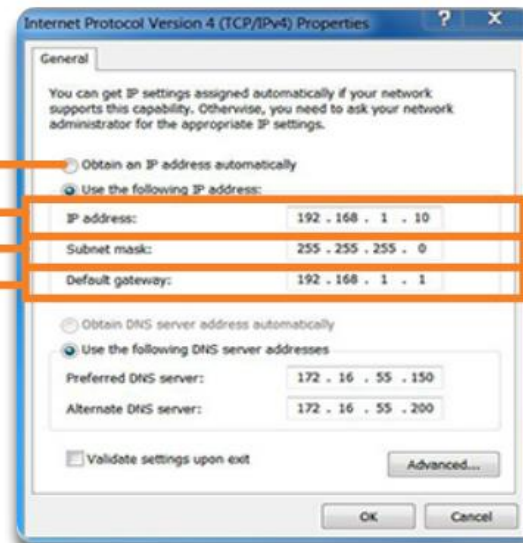 Internet Protocol Version 4 (TCP/IPv4) Properties
General
You can get IP settings assigned automatically if your network
supports this capability. Otherwise, you need to ask your network
administrator for the appropriate IP settings.
Obtain an IP address automatically
Use the following IP address:
IP address: 192 . 168 . 1 . 10
Subnet mask: 255 . 255 . 255 . 0
Default gateway: 192 . 168 . 1 . 1
Obtain DNS server address automatically
Use the following DNS server addresses
Preferred DNS server: 172 . 16 . 55 . 150
Alternate DNS server: 172 . 16 . 55 . 200
Validate settings upon exit
Advanced...
OK Cancel